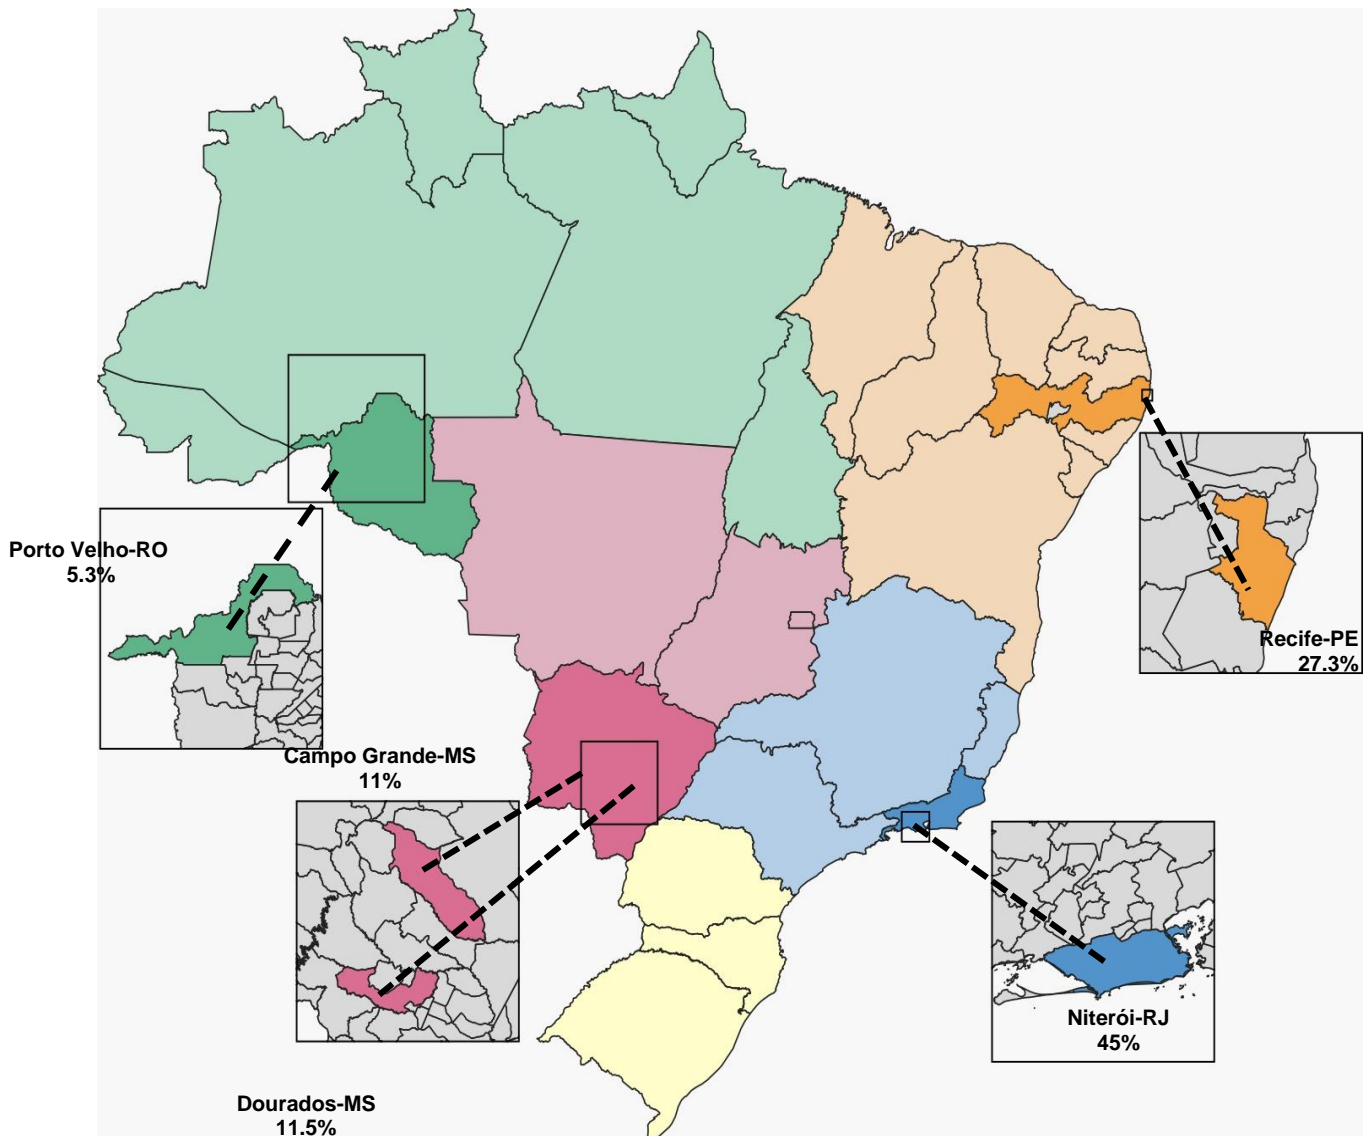 Porto Velho-RO
5.3%
Recife-PE
27.3%
Campo Grande-MS
11%
Niterói-RJ
45%
Dourados-MS
11.5%